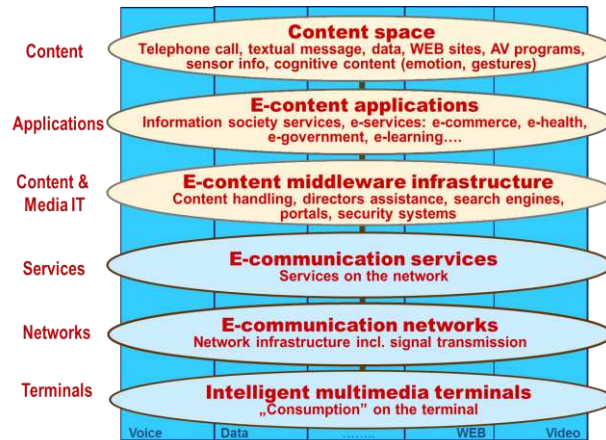 Content
Content space
Telephone call, textual message, data, WEB sites, AV programs,
sensor info, cognitive content (emotion, gestures)
Applications
E-content applications
Information society services, e-services: e-commerce, e-health,
e-government, e-learning….
Content &
Media IT
E-content middleware infrastructure
Content handling, directors assistance, search engines,
portals, security systems
Services
E-communication services
Services on the network
Networks
E-communication networks
Network infrastructure incl. signal transmission
Terminals
Intelligent multimedia terminals
„Consumption” on the terminal
Voice Data ........ WEB Video